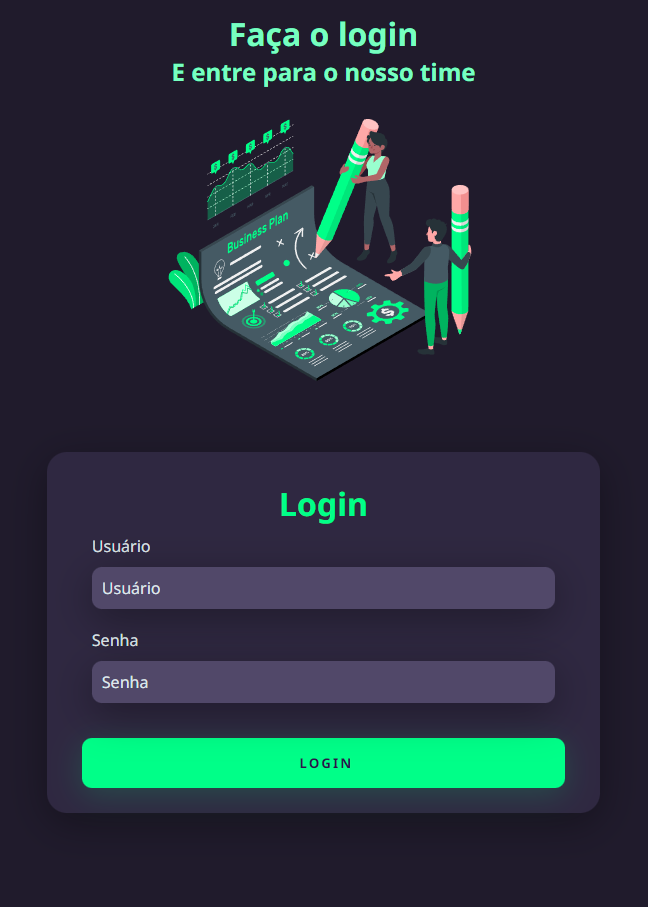 Faça o login
E entre para o nosso time
Business Plan
Login
Usuário
Usuário
Senha
Senha
LOGIN